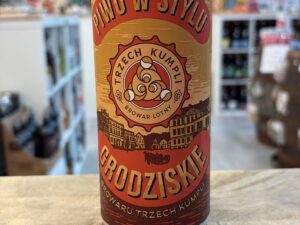 PIWO W STYLU
TRZECH KUMPLI
BROWAR LOTNY
GRODZISKIE
BROWARU TRZECH KUMPLI